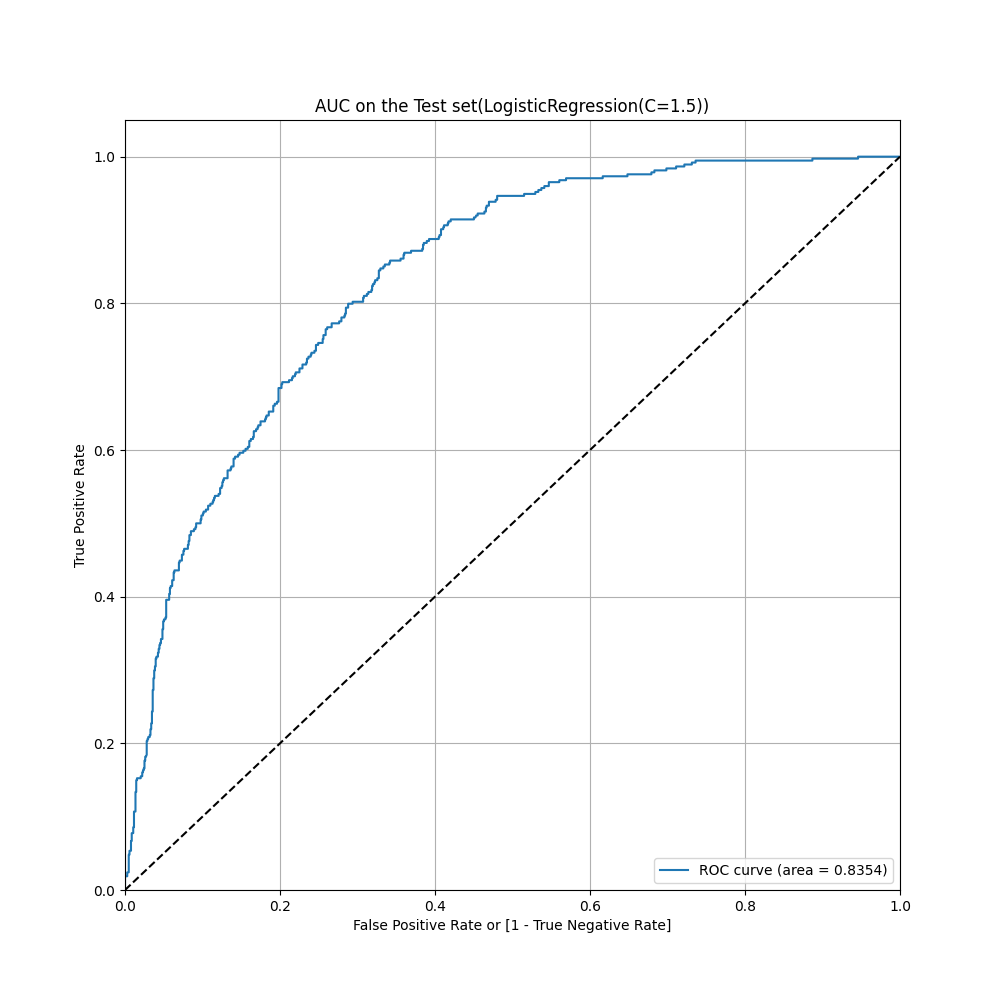 AUC on the Test set(LogisticRegression(C=1.5))
True Positive Rate
1.0
0.8
0.6
0.4
0.2
0.0
0.0 0.2 0.4 0.6 0.8 1.0
False Positive Rate or [1 - True Negative Rate]
ROC curve (area = 0.8354)